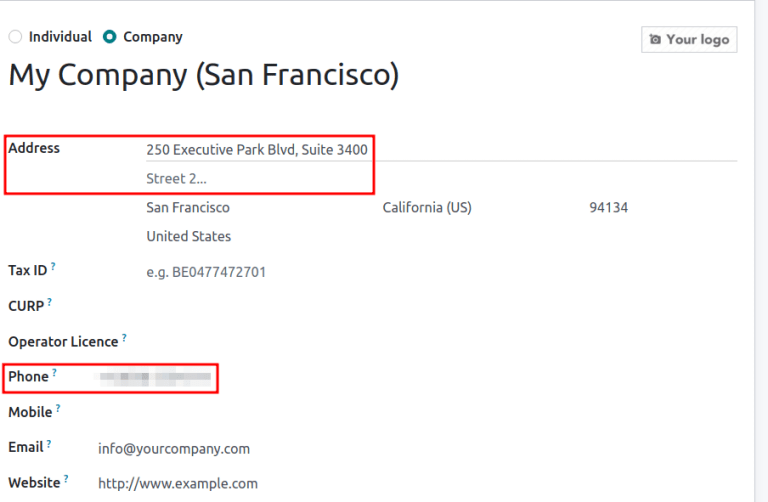 Individual Company
Your logo
My Company (San Francisco)
Address 250 Executive Park Blvd, Suite 3400
Street 2...
San Francisco California (US) 94134
United States
Tax ID ? e.g. BE0477472701
CURP ?
Operator Licence ?
Phone ?
Mobile ?
Email ? info@yourcompany.com
Website ? http://www.example.com